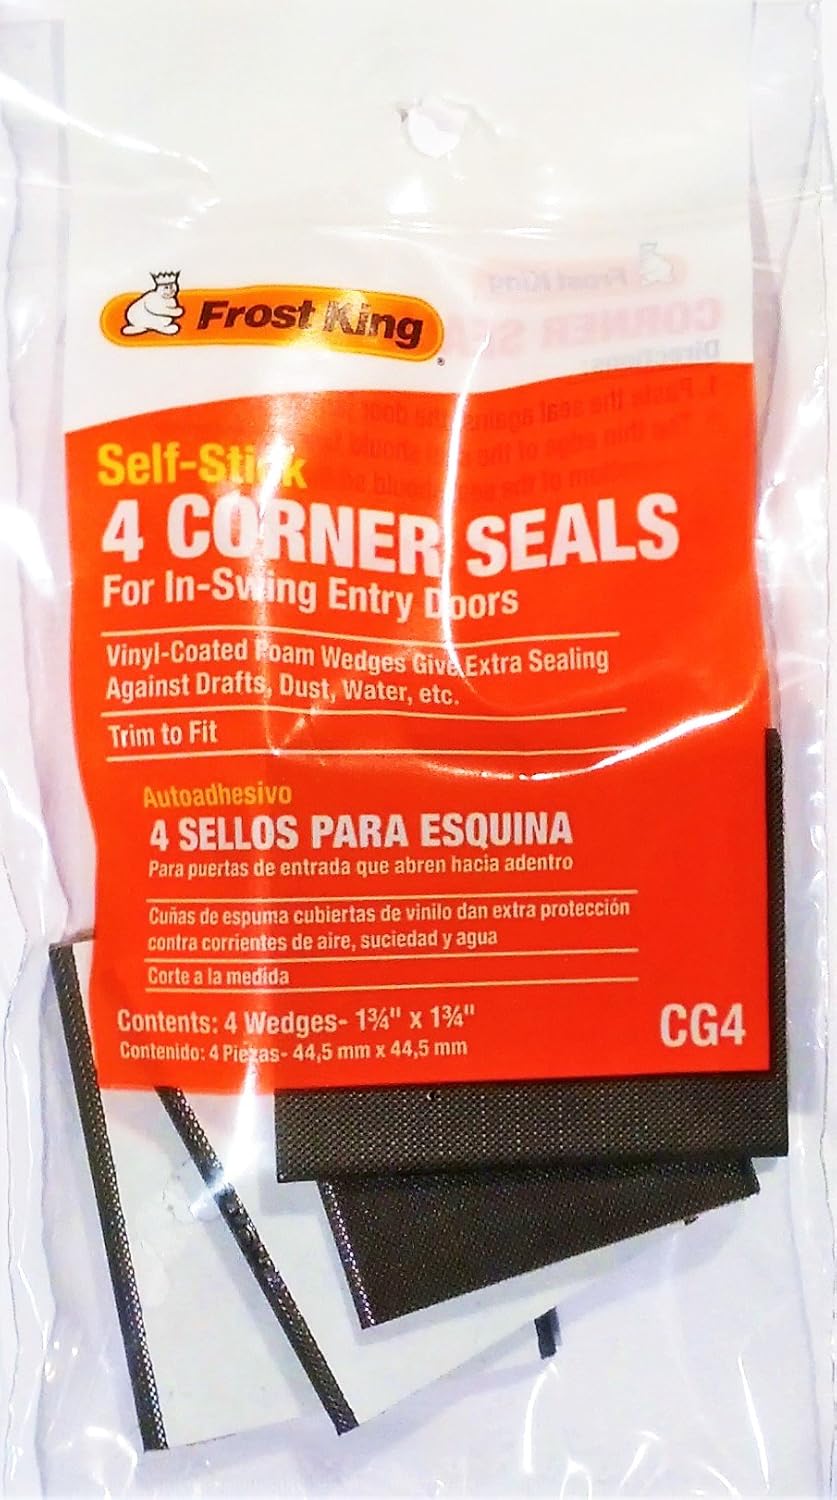 Frost King
Self-Stick
4 CORNER SEALS
For In-Swing Entry Doors
Vinyl-Coated Foam Wedges Give Extra Sealing
Against Drafts, Dust, Water, etc.
Trim to Fit
Autoadhesivo
4 SELLOS PARA ESQUINA
Para puertas de entrada que abren hacia adentro
Cuñas de espuma cubiertas de vinilo dan extra protección
contra corrientes de aire, suciedad y agua
Corte a la medida
Contents: 4 Wedges- 1¾" x 1¾"
Contenido: 4 Piezas- 44,5 mm x 44,5 mm
CG4